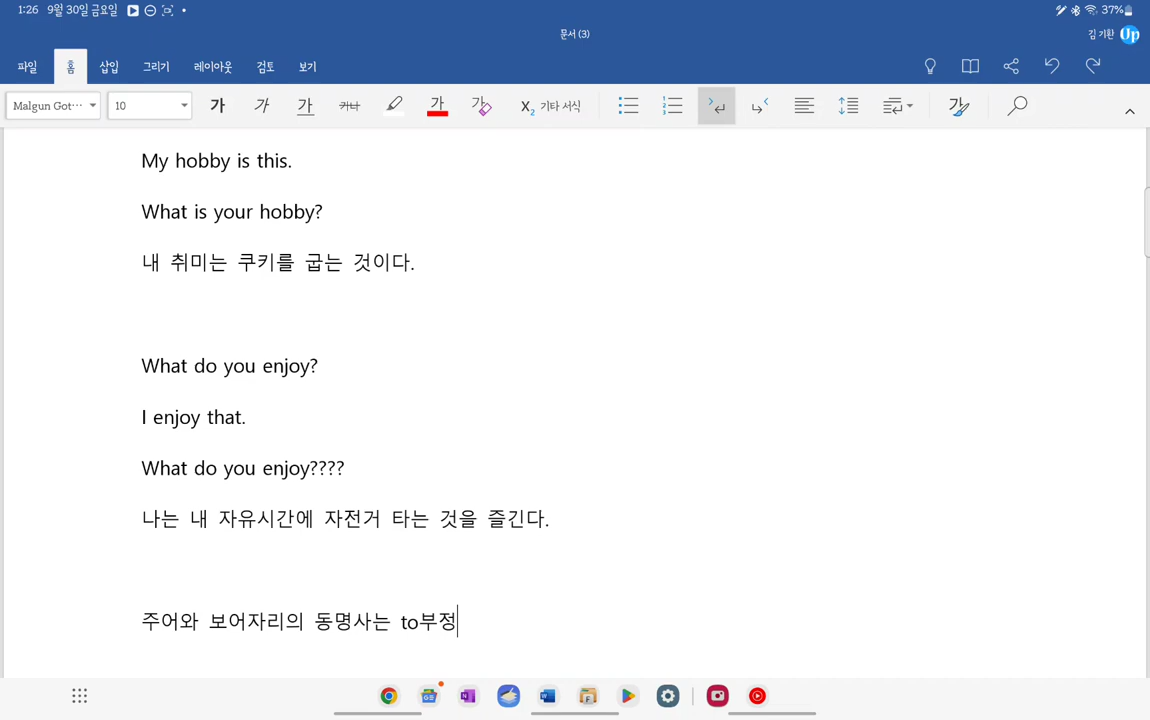 1:26 9월 30일 금요일 37%
문서 (3)
김 기환 Up
파일 홈 삽입 그리기 레이아웃 검토 보기
Malgun Got··· 10 가 가 가 가나 가 가 X₂ 기타 서식 가
My hobby is this.
What is your hobby?
내 취미는 쿠키를 굽는 것이다.
What do you enjoy?
I enjoy that.
What do you enjoy????
나는 내 자유시간에 자전거 타는 것을 즐긴다.
주어와 보어자리의 동명사는 to부정